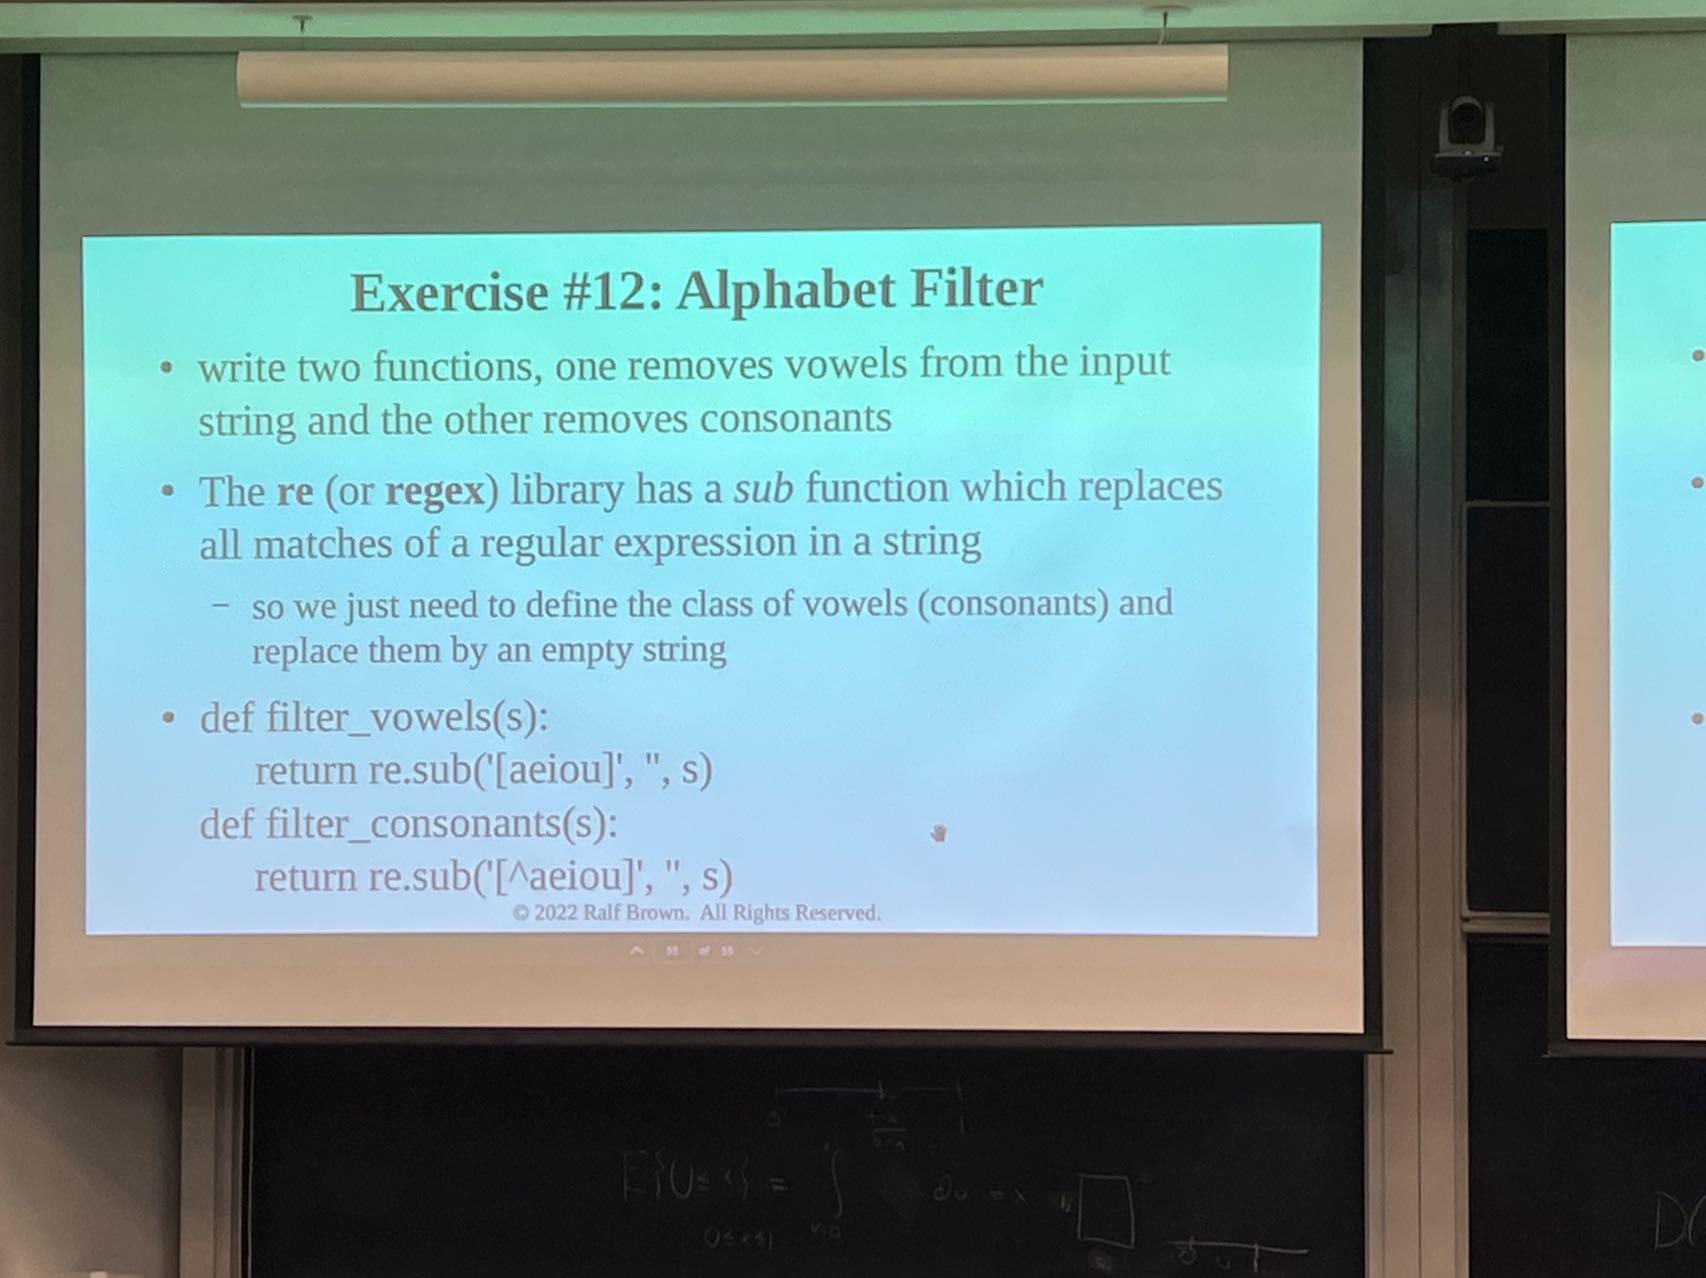 Exercise #12: Alphabet Filter
• write two functions, one removes vowels from the input
string and the other removes consonants
• The re (or regex) library has a sub function which replaces
all matches of a regular expression in a string
– so we just need to define the class of vowels (consonants) and
replace them by an empty string
• def filter_vowels(s):
return re.sub('[aeiou]', '', s)
def filter_consonants(s):
return re.sub('[^aeiou]', '', s)
© 2022 Ralf Brown. All Rights Reserved.
of 55